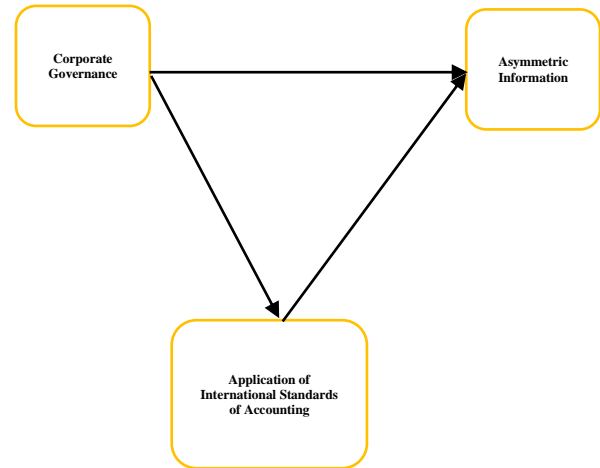 Corporate
Governance
Asymmetric
Information
Application of
International Standards
of Accounting